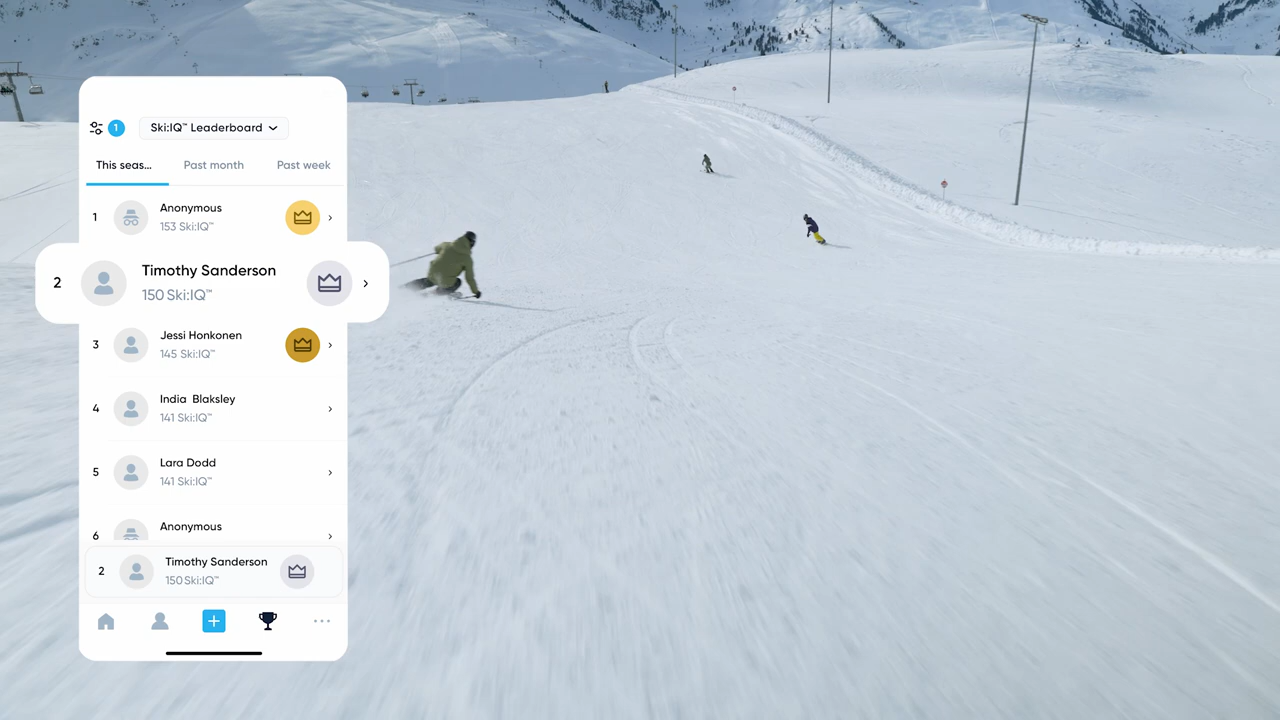 1
Ski:IQ™ Leaderboard
This seas...
Past month
Past week
1
Anonymous
153 Ski:IQ™
2
Timothy Sanderson
150 Ski:IQ™
3
Jessi Honkonen
145 Ski:IQ™
4
India Blaksley
141 Ski:IQ™
5
Lara Dodd
141 Ski:IQ™
6
Anonymous
2
Timothy Sanderson
150 Ski:IQ™